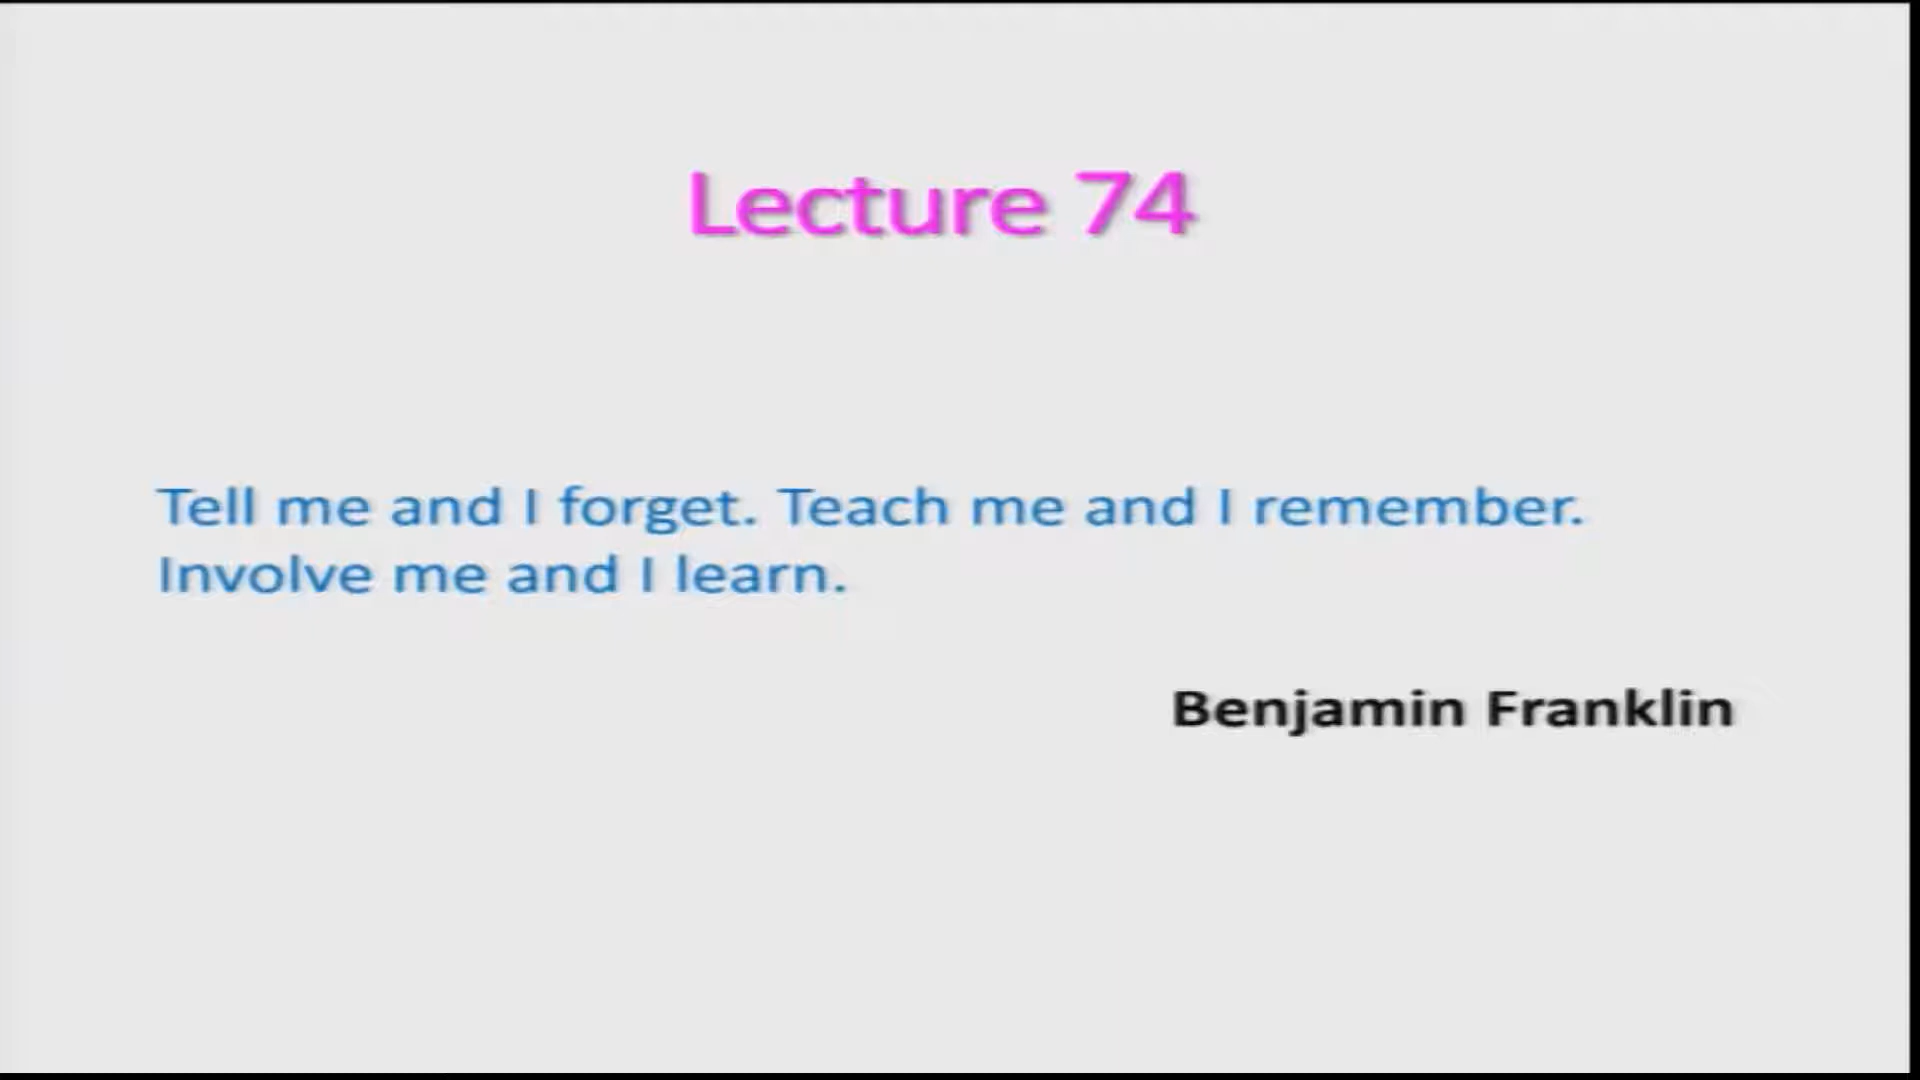 Lecture 74
Tell me and I forget. Teach me and I remember.
Involve me and I learn.
Benjamin Franklin